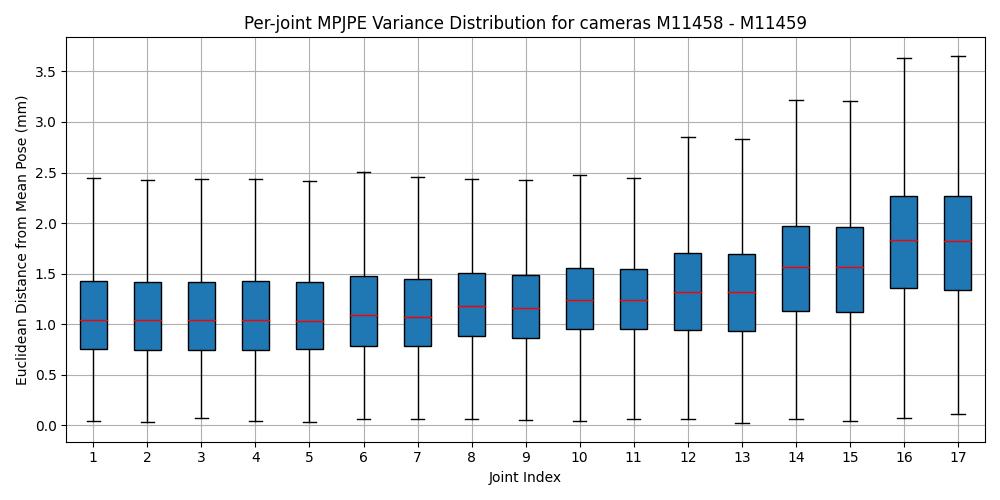 Per-joint MPJPE Variance Distribution for cameras M11458 - M11459
Euclidean Distance from Mean Pose (mm)
3.5
3.0
2.5
2.0
1.5
1.0
0.5
0.0
1 2 3 4 5 6 7 8 9 10 11 12 13 14 15 16 17
Joint Index